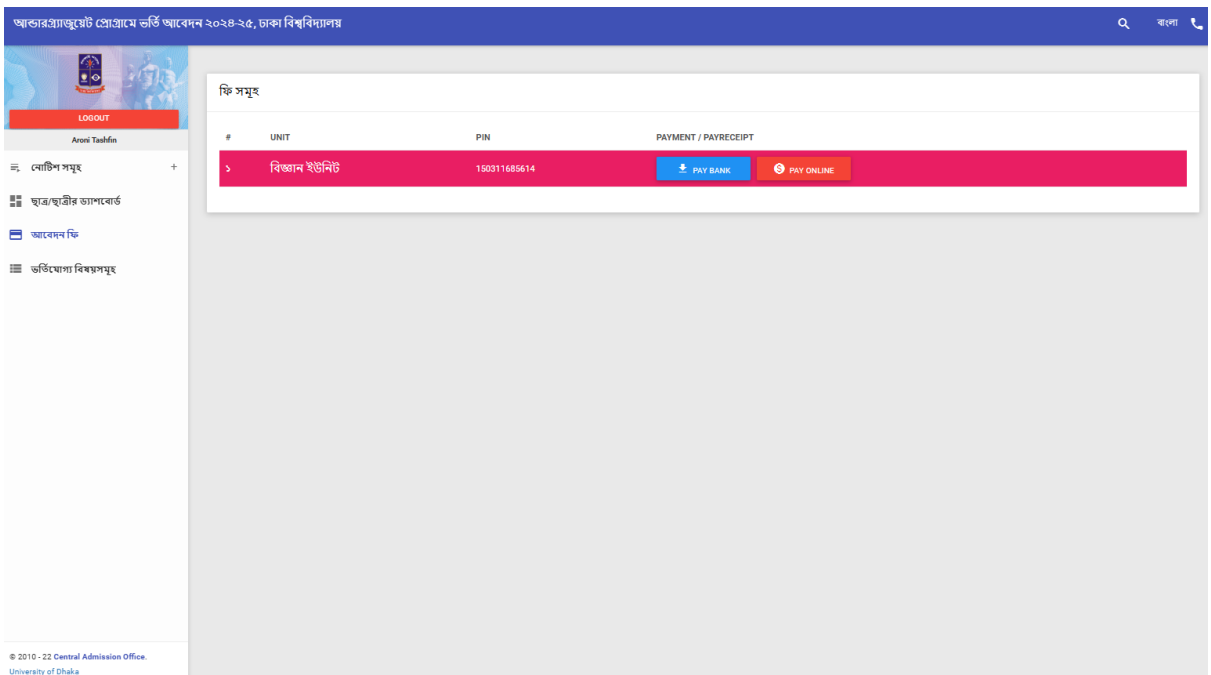 আন্ডারগ্র্যাজুয়েট প্রোগ্রামে ভর্তি আবেদন ২০২৪-২৫, ঢাকা বিশ্ববিদ্যালয়
বাংলা
LOGOUT
Aroni Tashfin
নোটিশ সমূহ +
ছাত্র/ছাত্রীর ড্যাশবোর্ড
আবেদন ফি
ভর্তিযোগ্য বিষয়সমূহ
ফি সমূহ
# UNIT PIN PAYMENT / PAYRECEIPT
১ বিজ্ঞান ইউনিট 150311685614 PAY BANK PAY ONLINE
© 2010 - 22 Central Admission Office.
University of Dhaka